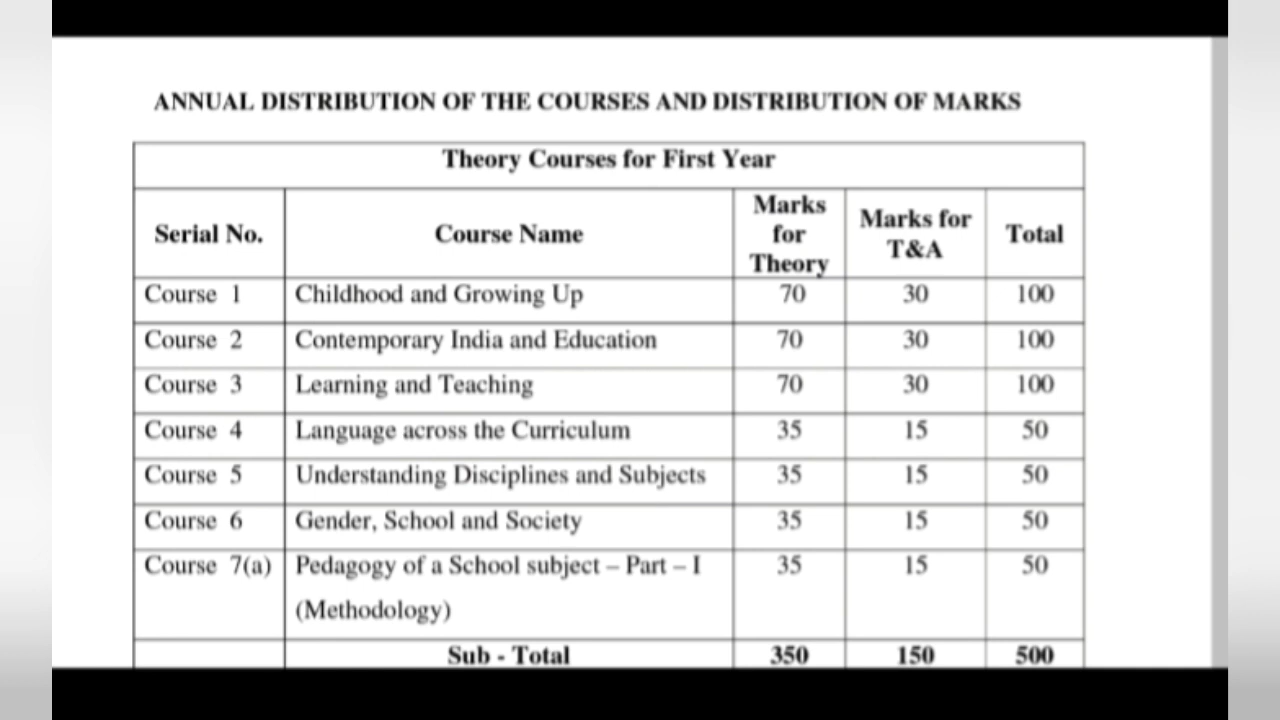 ANNUAL DISTRIBUTION OF THE COURSES AND DISTRIBUTION OF MARKS
Theory Courses for First Year
Serial No. Course Name Marks for Theory Marks for T&A Total
Course 1 Childhood and Growing Up 70 30 100
Course 2 Contemporary India and Education 70 30 100
Course 3 Learning and Teaching 70 30 100
Course 4 Language across the Curriculum 35 15 50
Course 5 Understanding Disciplines and Subjects 35 15 50
Course 6 Gender, School and Society 35 15 50
Course 7(a) Pedagogy of a School subject – Part – I 35 15 50
(Methodology)
Sub - Total 350 150 500